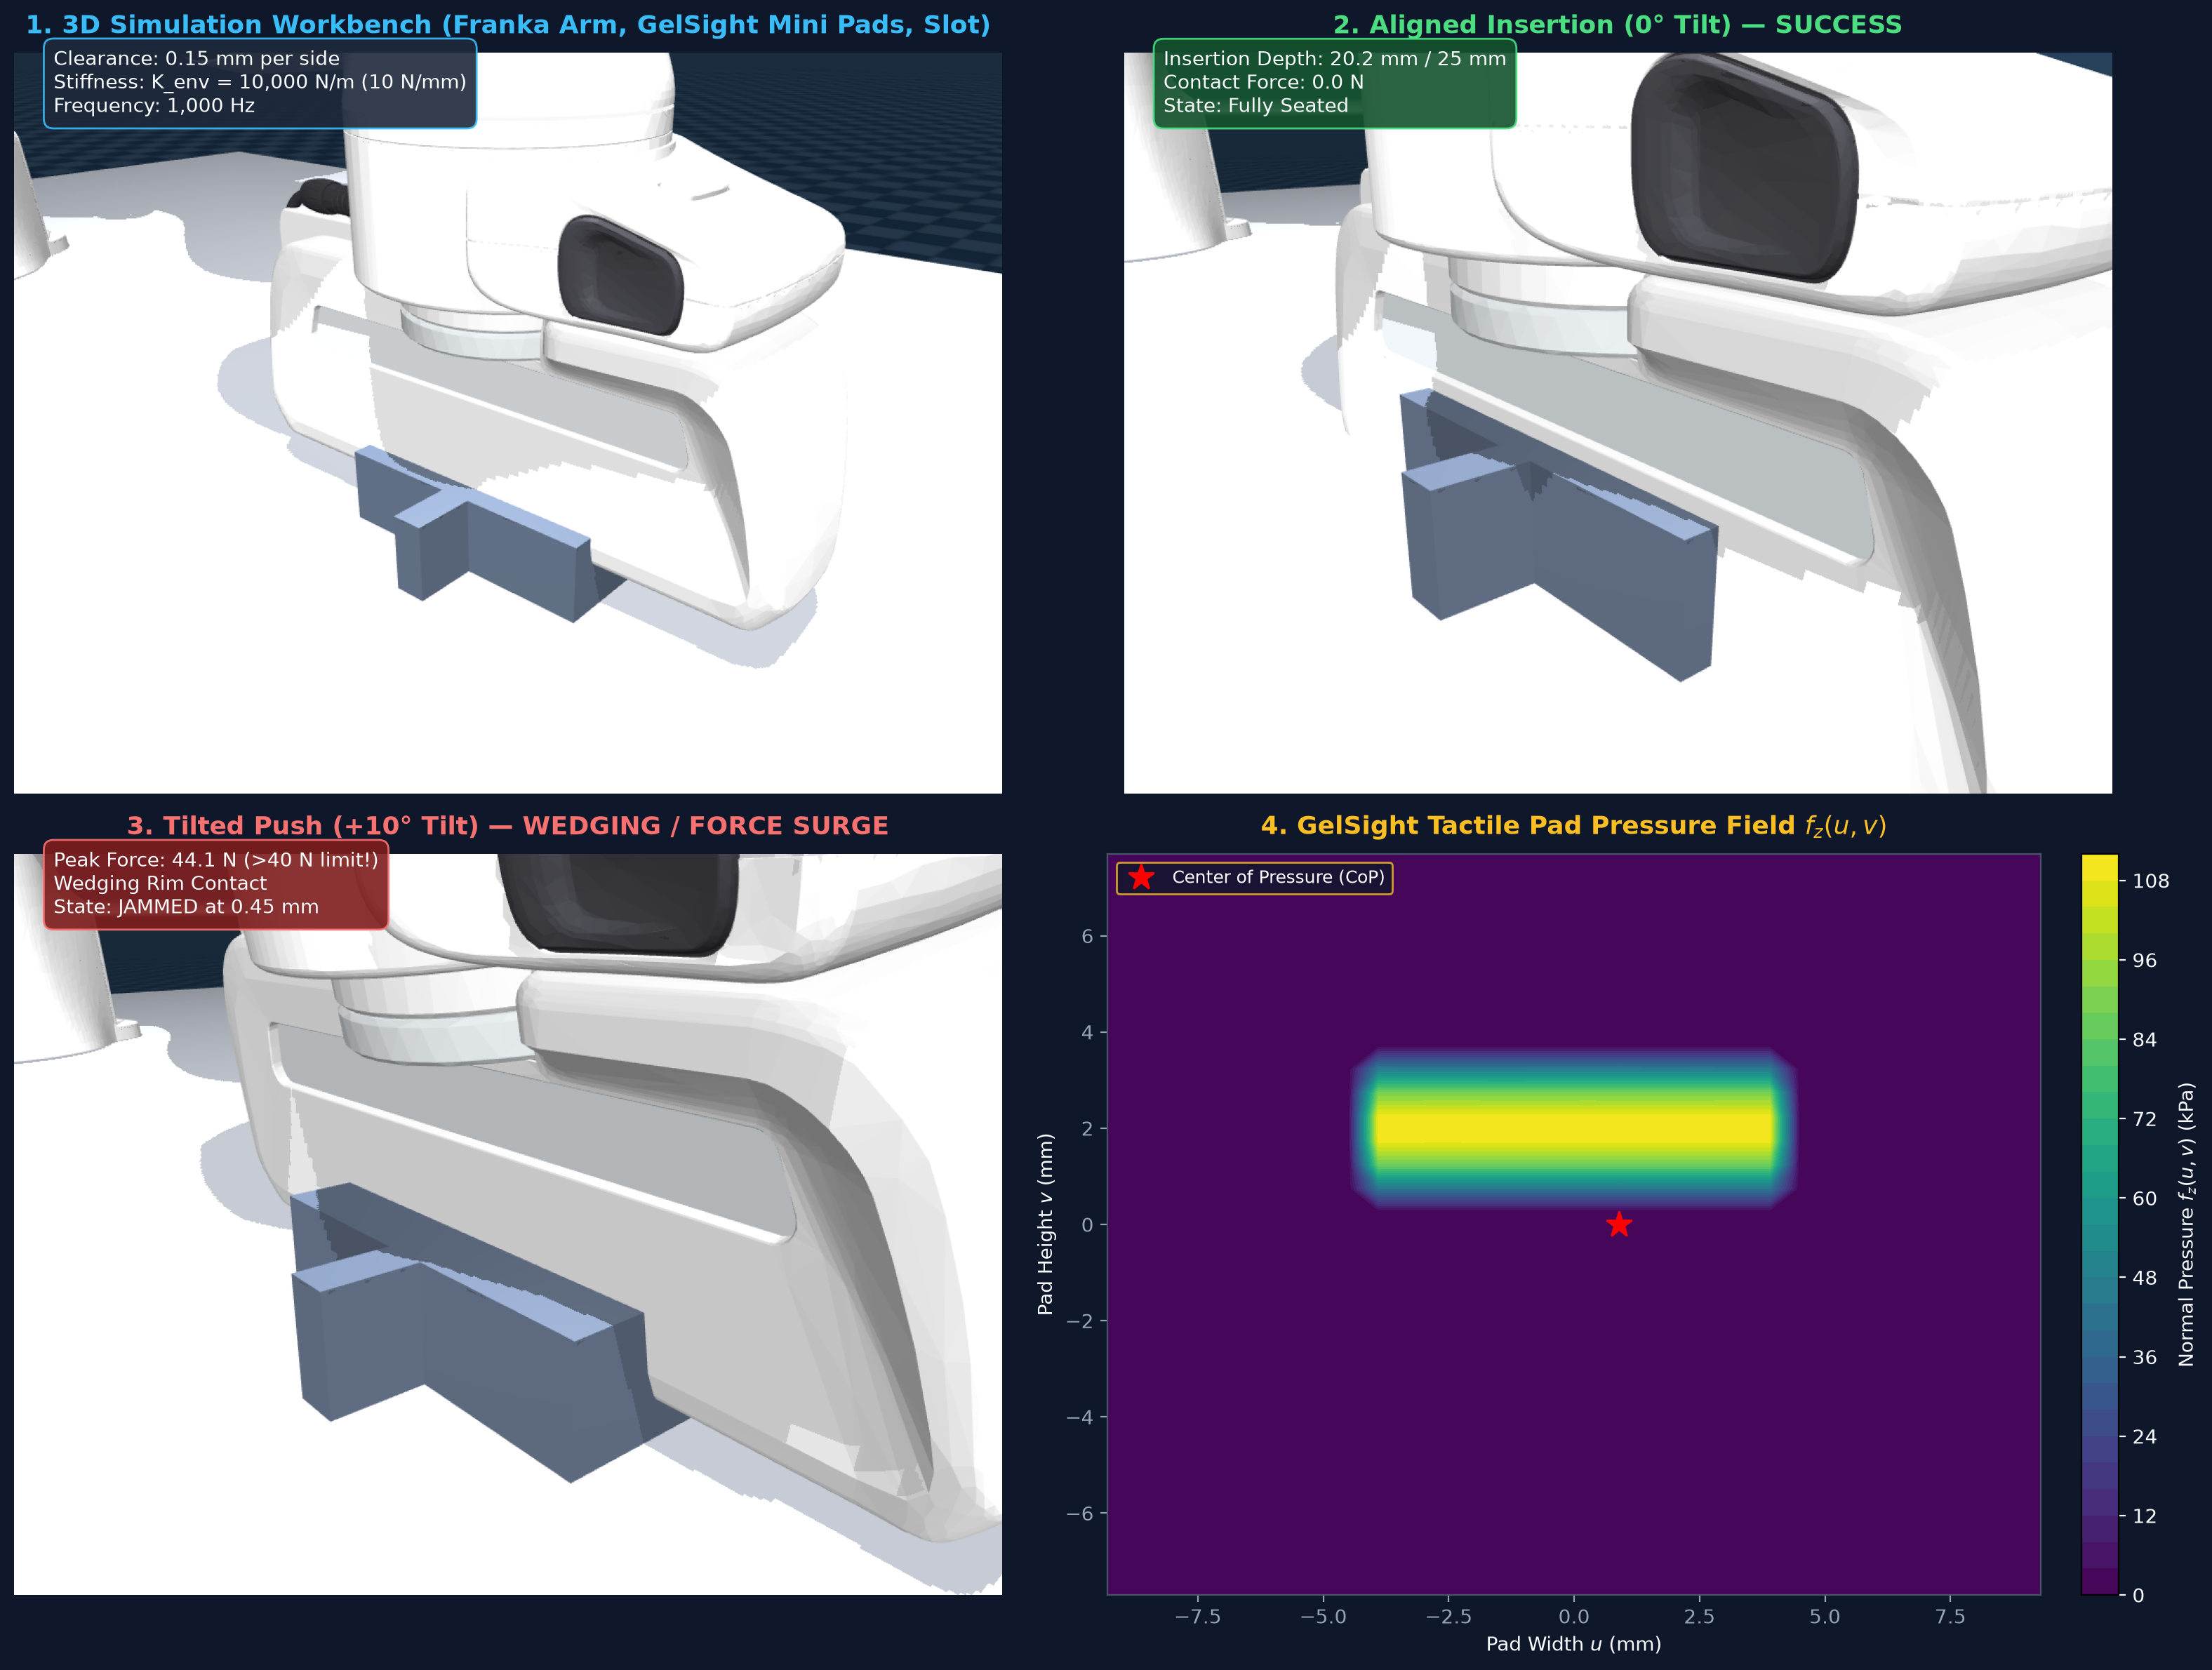 1. 3D Simulation Workbench (Franka Arm, GelSight Mini Pads, Slot)
Clearance: 0.15 mm per side
Stiffness: K_env = 10,000 N/m (10 N/mm)
Frequency: 1,000 Hz
2. Aligned Insertion (0° Tilt) — SUCCESS
Insertion Depth: 20.2 mm / 25 mm
Contact Force: 0.0 N
State: Fully Seated
3. Tilted Push (+10° Tilt) — WEDGING / FORCE SURGE
Peak Force: 44.1 N (>40 N limit!)
Wedging Rim Contact
State: JAMMED at 0.45 mm
4. GelSight Tactile Pad Pressure Field f_z(u, v)
Center of Pressure (CoP)
Pad Height v (mm)
6
4
2
0
−2
−4
−6
−7.5
−5.0
−2.5
0.0
2.5
5.0
7.5
Pad Width u (mm)
108
96
84
72
60
48
36
24
12
0
Normal Pressure f_z(u, v) (kPa)